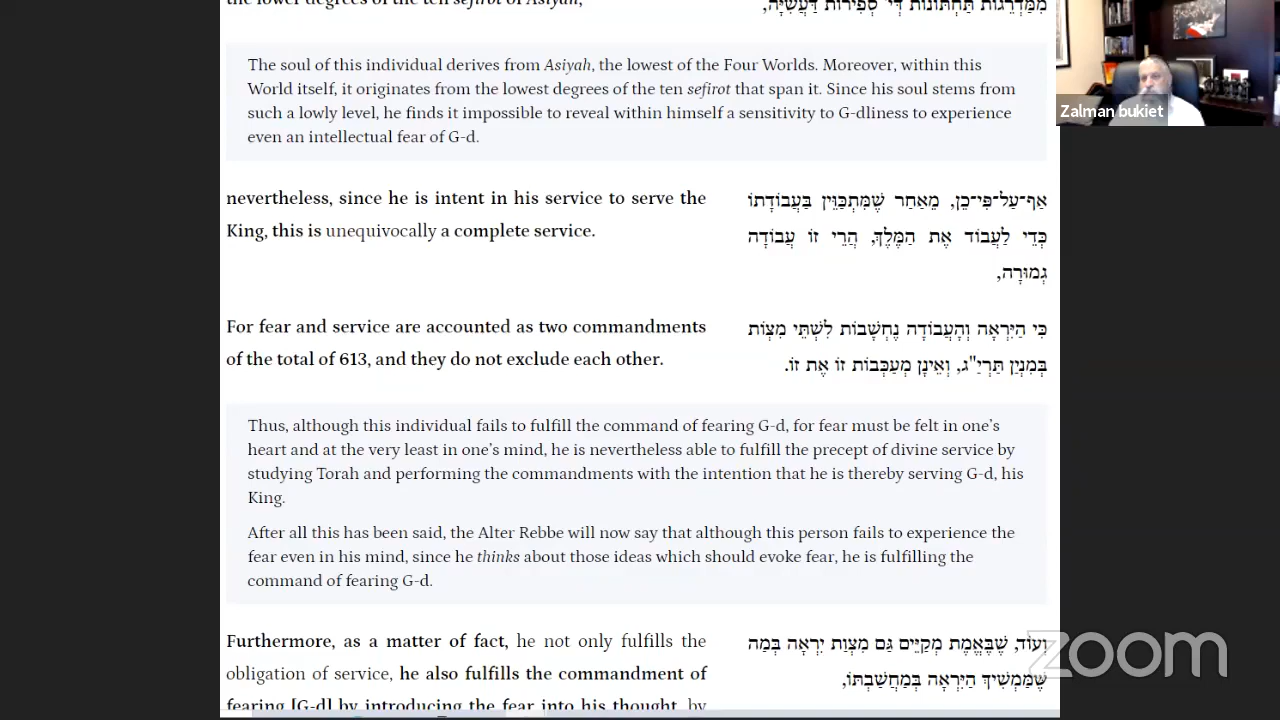 the lower degrees of the ten sefirot of Asiyah,
מִמַּדְרֵגוֹת תַּחְתּוֹנוֹת דְּי' סְפִירוֹת דַּעֲשִׂיָּה,
The soul of this individual derives from Asiyah, the lowest of the Four Worlds. Moreover, within this
World itself, it originates from the lowest degrees of the ten sefirot that span it. Since his soul stems from
such a lowly level, he finds it impossible to reveal within himself a sensitivity to G-dliness to experience
even an intellectual fear of G-d.
nevertheless, since he is intent in his service to serve the
King, this is unequivocally a complete service.
אַף־עַל־פִּי־כֵן, מֵאַחַר שֶׁמִּתְכַּוֵּין בַּעֲבוֹדָתוֹ
כְּדֵי לַעֲבוֹד אֶת הַמֶּלֶךְ, הֲרֵי זוֹ עֲבוֹדָה
גְּמוּרָה,
For fear and service are accounted as two commandments
of the total of 613, and they do not exclude each other.
כִּי הַיִּרְאָה וְהָעֲבוֹדָה נֶחְשָׁבוֹת לִשְׁתֵּי מִצְוֹת
בְּמִנְיַן תַּרְיַ"ג, וְאֵינָן מְעַכְּבוֹת זוֹ אֶת זוֹ.
Thus, although this individual fails to fulfill the command of fearing G-d, for fear must be felt in one's
heart and at the very least in one's mind, he is nevertheless able to fulfill the precept of divine service by
studying Torah and performing the commandments with the intention that he is thereby serving G-d, his
King.
After all this has been said, the Alter Rebbe will now say that although this person fails to experience the
fear even in his mind, since he thinks about those ideas which should evoke fear, he is fulfilling the
command of fearing G-d.
Furthermore, as a matter of fact, he not only fulfills the
obligation of service, he also fulfills the commandment of
fearing [G-d] by introducing the fear into his thought, by
וְעוֹד, שֶׁבֶּאֱמֶת מְקַיֵּים גַּם מִצְוַת יִרְאָה בְּמַה
שֶּׁמַּמְשִׁיךְ הַיִּרְאָה בְּמַחֲשַׁבְתּוֹ,
Zalman bukiet
zoom